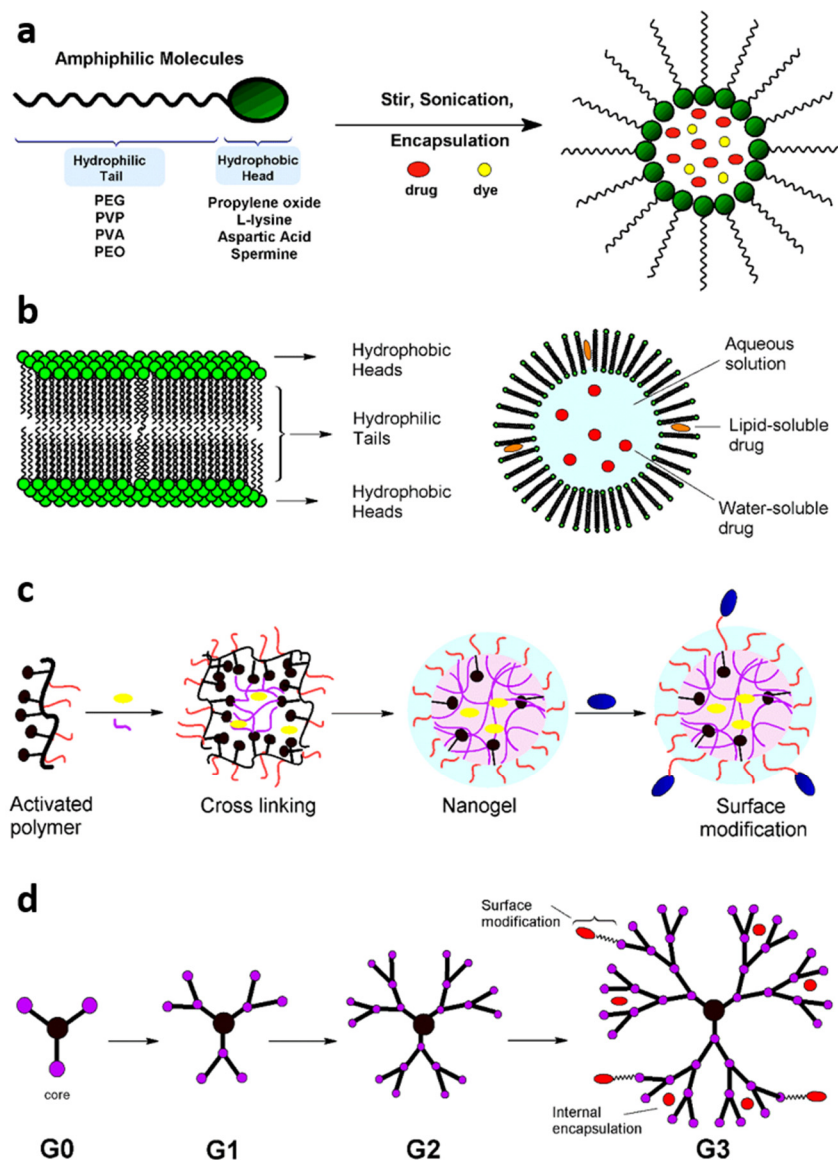 a
Amphiphilic Molecules
Stir, Sonication,
Encapsulation
Hydrophilic
Tail
Hydrophobic
Head
drug
dye
PEG
PVP
PVA
PEO
Propylene oxide
L-lysine
Aspartic Acid
Spermine
b
Hydrophobic
Heads
Hydrophilic
Tails
Hydrophobic
Heads
Aqueous
solution
Lipid-soluble
drug
Water-soluble
drug
c
Activated
polymer
Cross linking
Nanogel
Surface
modification
d
Surface
modification
core
Internal
encapsulation
G0
G1
G2
G3